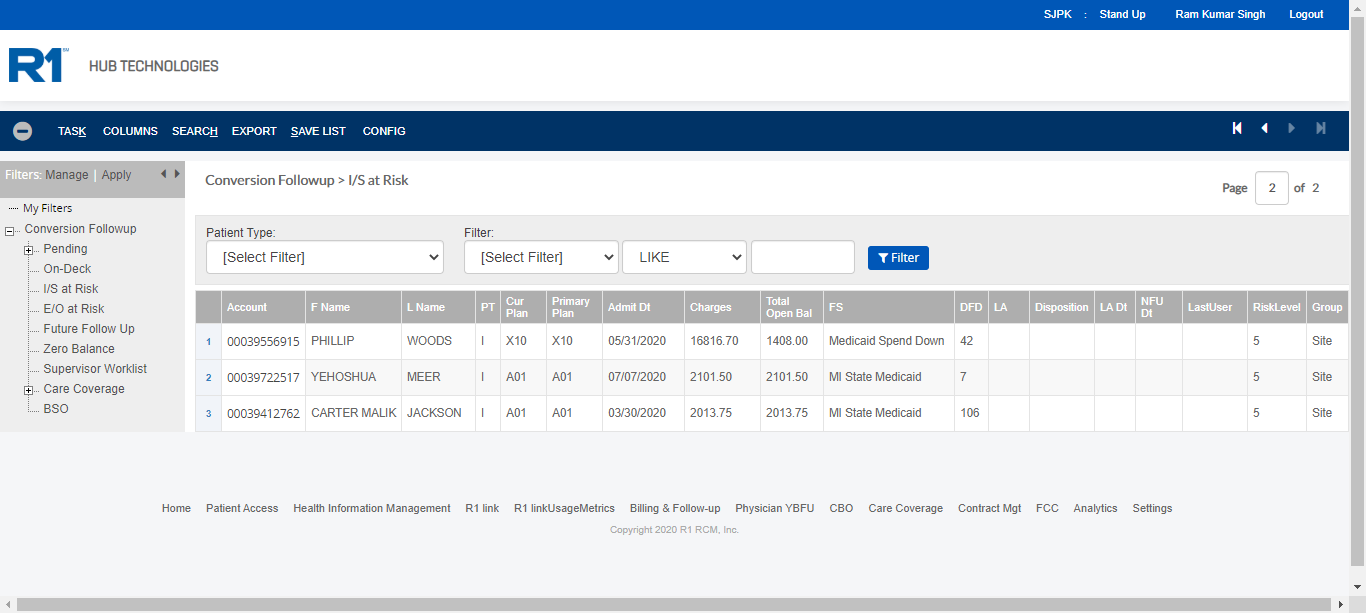 SJPK : Stand Up Ram Kumar Singh Logout
R1 SM HUB TECHNOLOGIES
TASK COLUMNS SEARCH EXPORT SAVE LIST CONFIG
Filters: Manage | Apply
My Filters
Conversion Followup
Pending
On-Deck
I/S at Risk
E/O at Risk
Future Follow Up
Zero Balance
Supervisor Worklist
Care Coverage
BSO
Conversion Followup > I/S at Risk
Page 2 of 2
Patient Type: Filter:
[Select Filter] [Select Filter] LIKE Filter
Account F Name L Name PT Cur Plan Primary Plan Admit Dt Charges Total Open Bal FS DFD LA Disposition LA Dt NFU Dt LastUser RiskLevel Group
1 00039556915 PHILLIP WOODS I X10 X10 05/31/2020 16816.70 1408.00 Medicaid Spend Down 42 5 Site
2 00039722517 YEHOSHUA MEER I A01 A01 07/07/2020 2101.50 2101.50 MI State Medicaid 7 5 Site
3 00039412762 CARTER MALIK JACKSON I A01 A01 03/30/2020 2013.75 2013.75 MI State Medicaid 106 5 Site
Home Patient Access Health Information Management R1 link R1 linkUsageMetrics Billing & Follow-up Physician YBFU CBO Care Coverage Contract Mgt FCC Analytics Settings
Copyright 2020 R1 RCM, Inc.